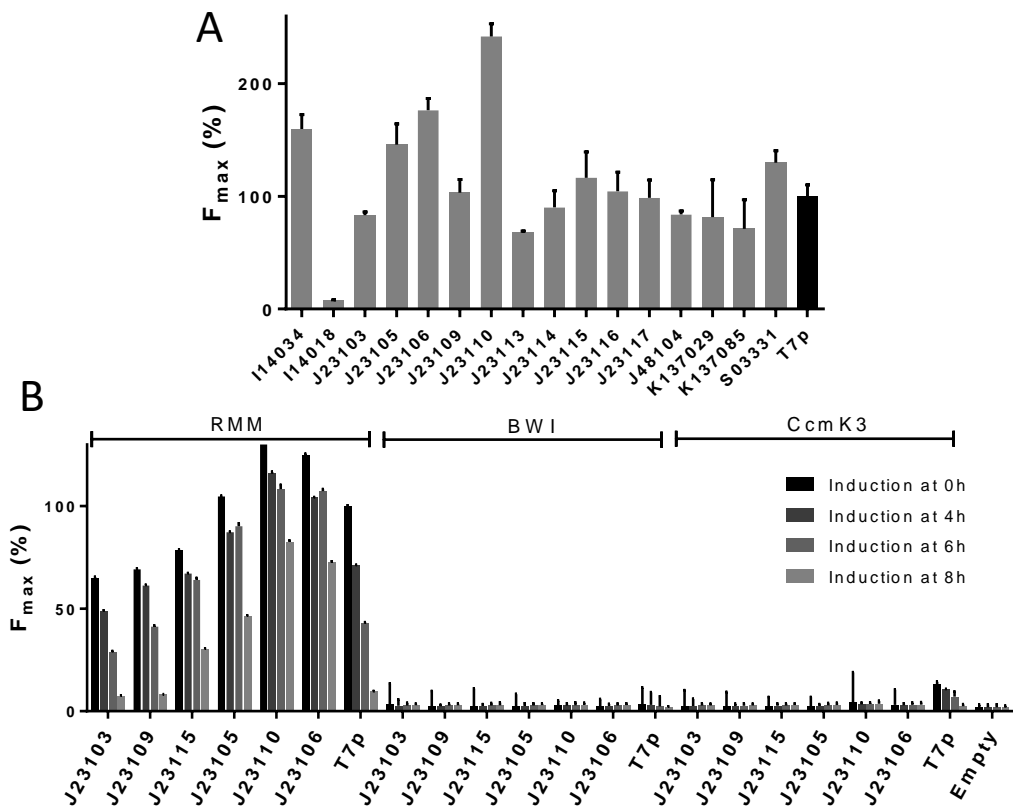 A
F max (%)
200
100
0
I14034
I14018
J23103
J23105
J23106
J23109
J23110
J23113
J23114
J23115
J23116
J23117
J48104
K137029
K137085
S03331
T7p
B
RMM BWI CcmK3
Induction at 0h
Induction at 4h
Induction at 6h
Induction at 8h
F max (%)
100
50
0
J23103
J23109
J23115
J23105
J23110
J23106
T7p
J23103
J23109
J23115
J23105
J23110
J23106
T7p
J23103
J23109
J23115
J23105
J23110
J23106
T7p
Empty